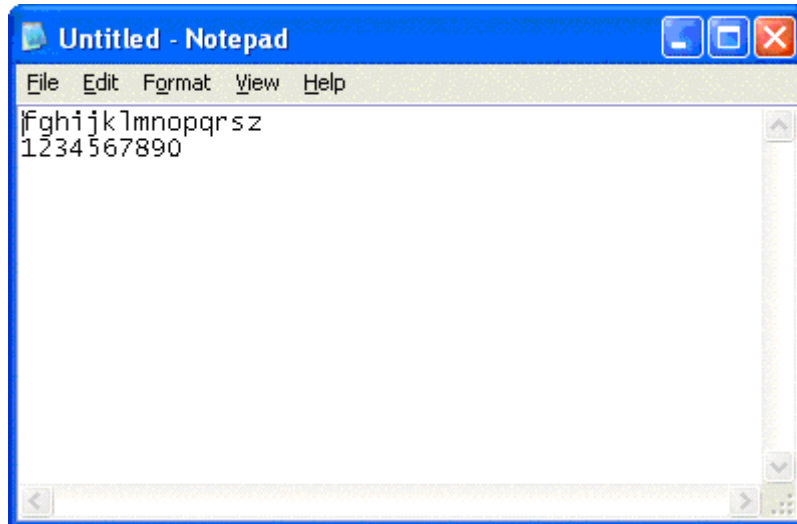 Untitled - Notepad
File Edit Format View Help
fghijklmnopqrsz
1234567890